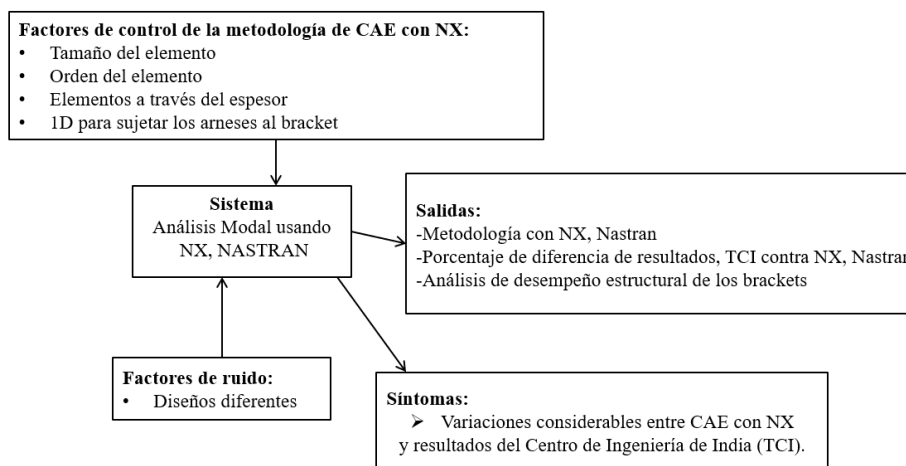 Factores de control de la metodología de CAE con NX:
• Tamaño del elemento
• Orden del elemento
• Elementos a través del espesor
• 1D para sujetar los arneses al bracket
Sistema
Análisis Modal usando
NX, NASTRAN
Salidas:
-Metodología con NX, Nastran
-Porcentaje de diferencia de resultados, TCI contra NX, Nastran
-Análisis de desempeño estructural de los brackets
Factores de ruido:
• Diseños diferentes
Síntomas:
➢ Variaciones considerables entre CAE con NX
y resultados del Centro de Ingeniería de India (TCI).